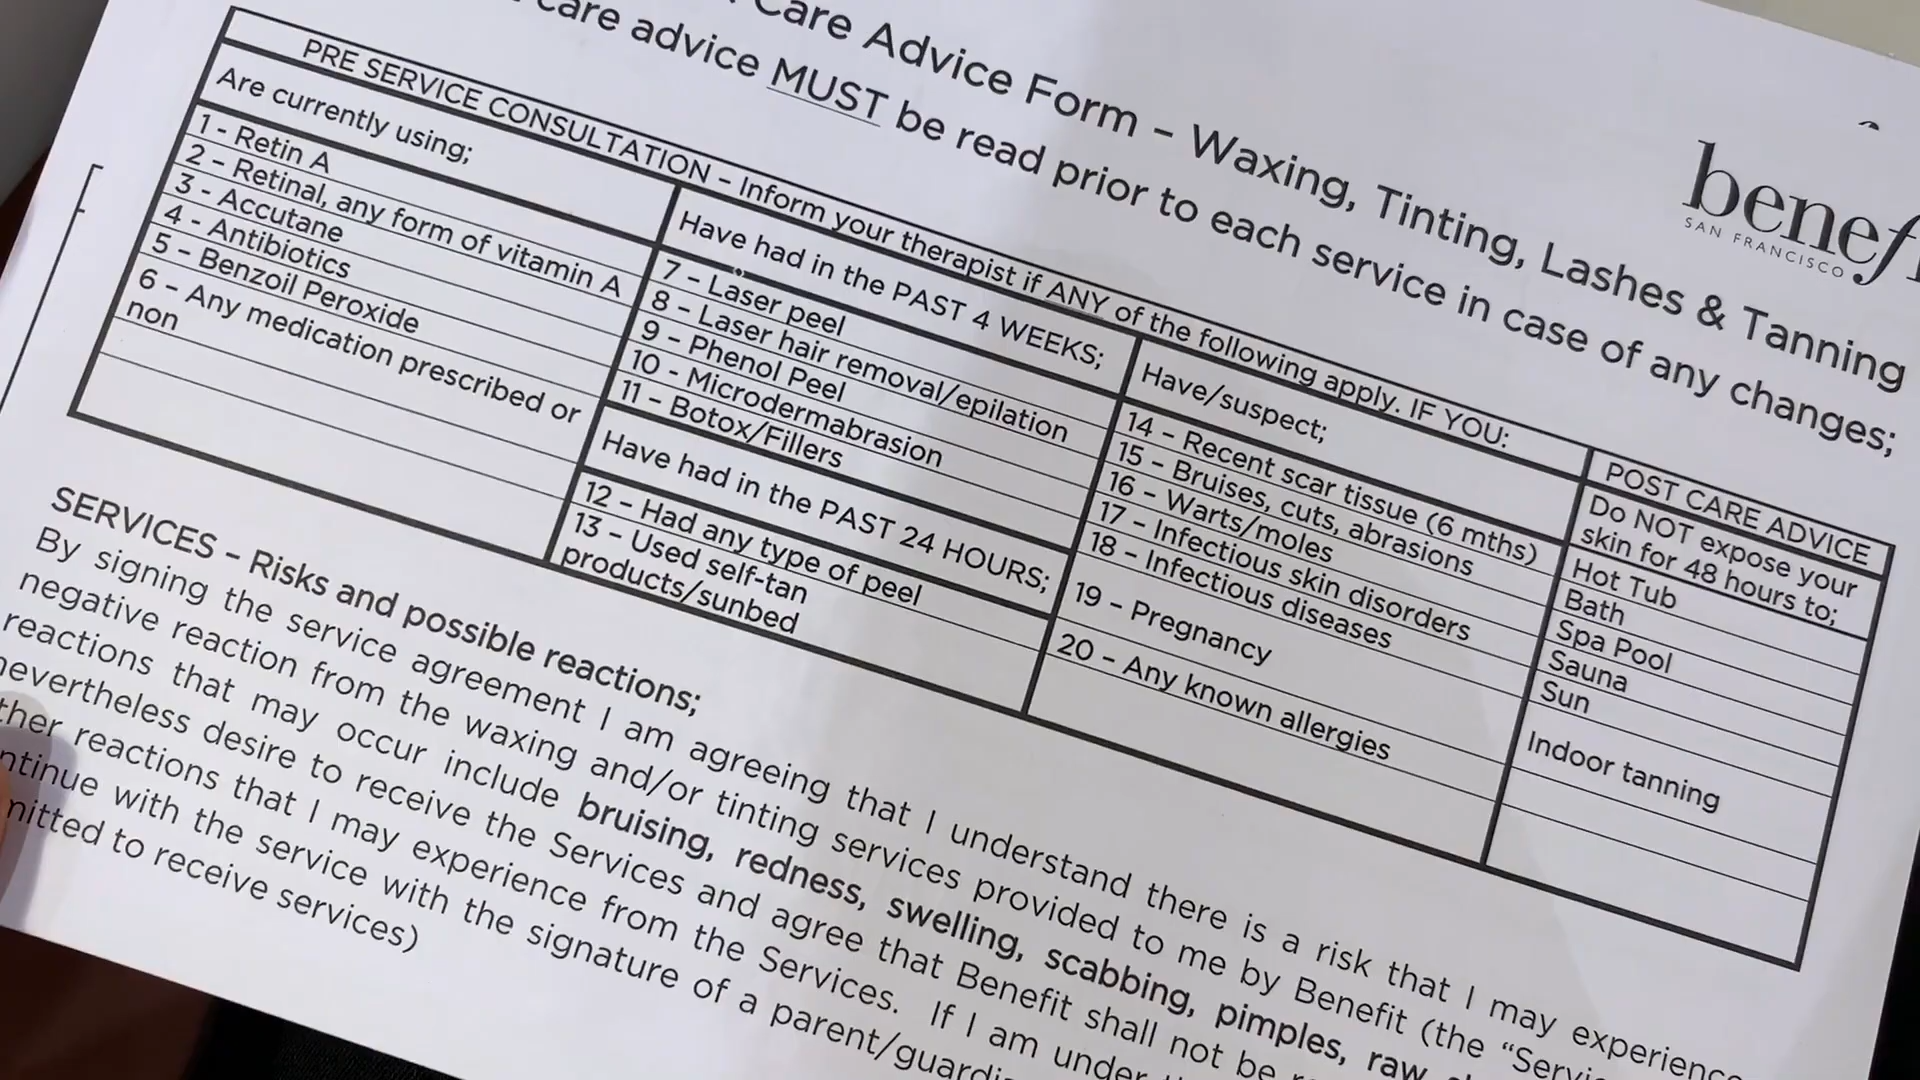 Care Advice Form – Waxing, Tinting, Lashes & Tanning
care advice MUST be read prior to each service in case of any changes;
benef
SAN FRANCISCO
PRE SERVICE CONSULTATION – Inform your therapist if ANY of the following apply. IF YOU:
Are currently using;
1 - Retin A
2 - Retinal, any form of vitamin A
3 - Accutane
4 - Antibiotics
5 - Benzoil Peroxide
6 - Any medication prescribed or
non
Have had in the PAST 4 WEEKS;
7 – Laser peel
8 – Laser hair removal/epilation
9 – Phenol Peel
10 - Microdermabrasion
11 – Botox/Fillers
Have had in the PAST 24 HOURS;
12 – Had any type of peel
13 – Used self-tan
products/sunbed
Have/suspect;
14 – Recent scar tissue (6 mths)
15 – Bruises, cuts, abrasions
16 – Warts/moles
17 – Infectious skin disorders
18 – Infectious diseases
19 – Pregnancy
20 – Any known allergies
POST CARE ADVICE
Do NOT expose your
skin for 48 hours to;
Hot Tub
Bath
Spa Pool
Sauna
Sun
Indoor tanning
SERVICES – Risks and possible reactions;
By signing the service agreement I am agreeing that I understand there is a risk that I may experience
negative reaction from the waxing and/or tinting services provided to me by Benefit (the
reactions that may occur include bruising, redness, swelling, scabbing, pimples, raw
nevertheless desire to receive the Services and agree that Benefit shall not be
ther reactions that I may experience from the Services. If I am under
ntinue with the service with the signature of a parent/guardi
mitted to receive services)